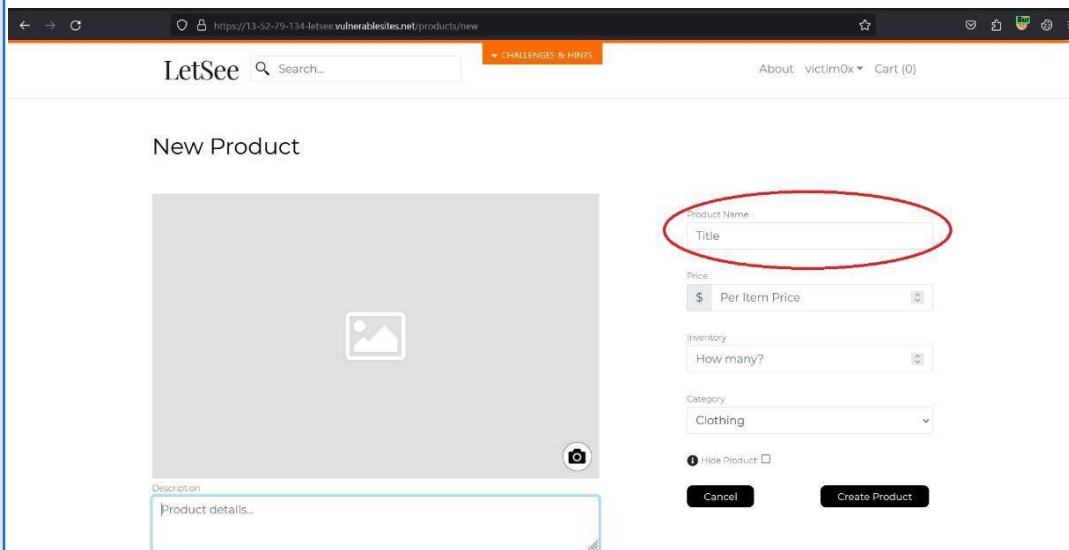 https://13-52-79-134-letsee.vulnerablesites.net/products/new
Bur
LetSee
Search...
CHALLENGES & HINTS
About victim0x Cart (0)
New Product
Product Name
Title
Price
$ Per Item Price
Inventory
How many?
Category
Clothing
Hide Product
Cancel
Create Product
Description
Product details...